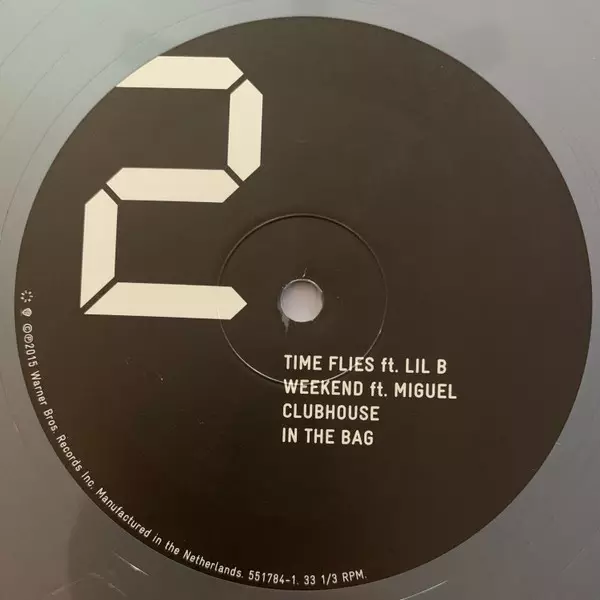 2
TIME FLIES ft. LIL B
WEEKEND ft. MIGUEL
CLUBHOUSE
IN THE BAG
©℗2015 Warner Bros. Records Inc. Manufactured in the Netherlands. 551784-1. 33 1/3 RPM.